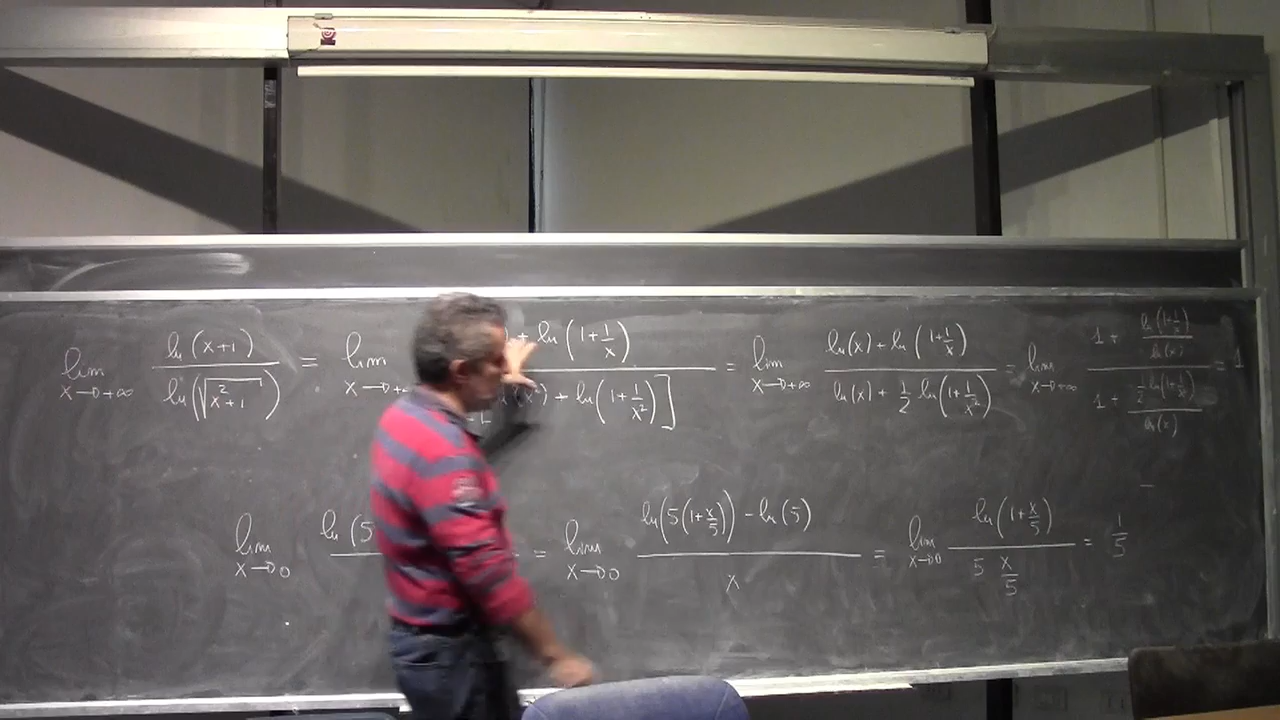 lim x→+∞ ln(x+1) / ln(√(x²+1)) = lim x→+∞ + ln(1+1/x) / (x²) + ln(1+1/x²)] = lim x→+∞ ln(x) + ln(1+1/x) / ln(x) + 1/2 ln(1+1/x²) = lim x→+∞ 1 + ln(1+1/x)/ln(x) / 1 + 1/2 ln(1+1/x²)/ln(x) = 1
lim x→0 ln(5 = lim x→0 ln(5(1+x/5)) - ln(5) / x = lim x→0 ln(1+x/5) / 5 x/5 = 1/5